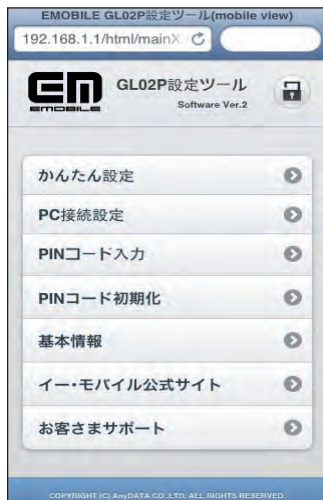 EMOBILE GL02P設定ツール(mobile view)
192.168.1.1/html/mainX
EM
EMOBILE
GL02P設定ツール
Software Ver.2
かんたん設定
PC接続設定
PINコード入力
PINコード初期化
基本情報
イー・モバイル公式サイト
お客さまサポート
COPYRIGHT (C) AnyDATA CO.,LTD. ALL RIGHTS RESERVED.